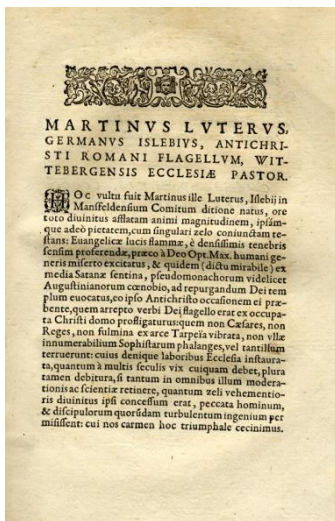 MARTINVS LVTERVS,
GERMANVS ISLEBIVS, ANTICHRI-
STI ROMANI FLAGELLVM, WIT-
TEBERGENSIS ECCLESIÆ PASTOR.
HOc vultu fuit Martinus ille Luterus, Islebij in
Mansfeldensium Comitum ditione natus, ore
toto diuinitus afflatam animi magnitudinem, ipsám-
que adeò pietatem, cum singulari zelo coniunctam te-
stans: Euangelicæ lucis flammæ, è densissimis tenebris
sensim proferendæ, præco à Deo Opt. Max. humani ge-
neris miserto excitatus, & quidem (dictu mirabile) ex
media Satanæ sentina, pseudomonachorum videlicet
Augustinianorum cœnobio, ad repurgandum Dei tem
plum euocatus, eo ipso Antichristo occasionem ei præ-
bente, quem arrepto verbi Dei flagello erat ex occupa-
ta Christi domo profligaturus: quem non Cæsares, non
Reges, non fulmina ex arce Tarpeïa vibrata, non vllæ
innumerabilium Sophistarum phalanges, vel tantillum
terruerunt: cuius denique laboribus Ecclesia instaura-
ta, quantum à multis seculis vix cuiquam debet, plura
tamen debitura, si tantum in omnibus illum modera-
tionis ac scientiæ retinere, quantum zeli vehementio-
ris diuinitus ipsi concessum erat, peccata hominum,
& discipulorum quorūdam turbulentum ingenium per
misissent: cui nos carmen hoc triumphale cecinimus.